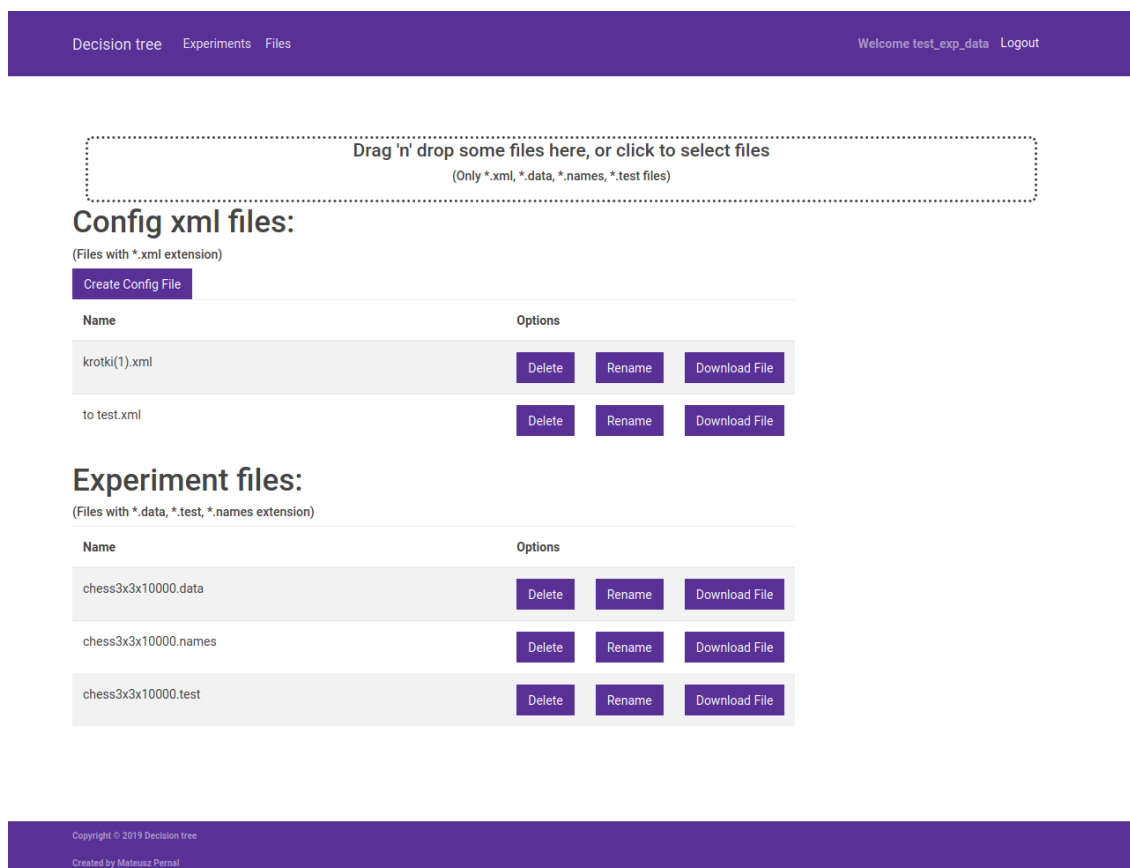 Decision tree Experiments Files Welcome test_exp_data Logout
Drag 'n' drop some files here, or click to select files
(Only *.xml, *.data, *.names, *.test files)
Config xml files:
(Files with *.xml extension)
Create Config File
Name Options
krotki(1).xml Delete Rename Download File
to test.xml Delete Rename Download File
Experiment files:
(Files with *.data, *.test, *.names extension)
Name Options
chess3x3x10000.data Delete Rename Download File
chess3x3x10000.names Delete Rename Download File
chess3x3x10000.test Delete Rename Download File
Copyright © 2019 Decision tree
Created by Mateusz Pernal